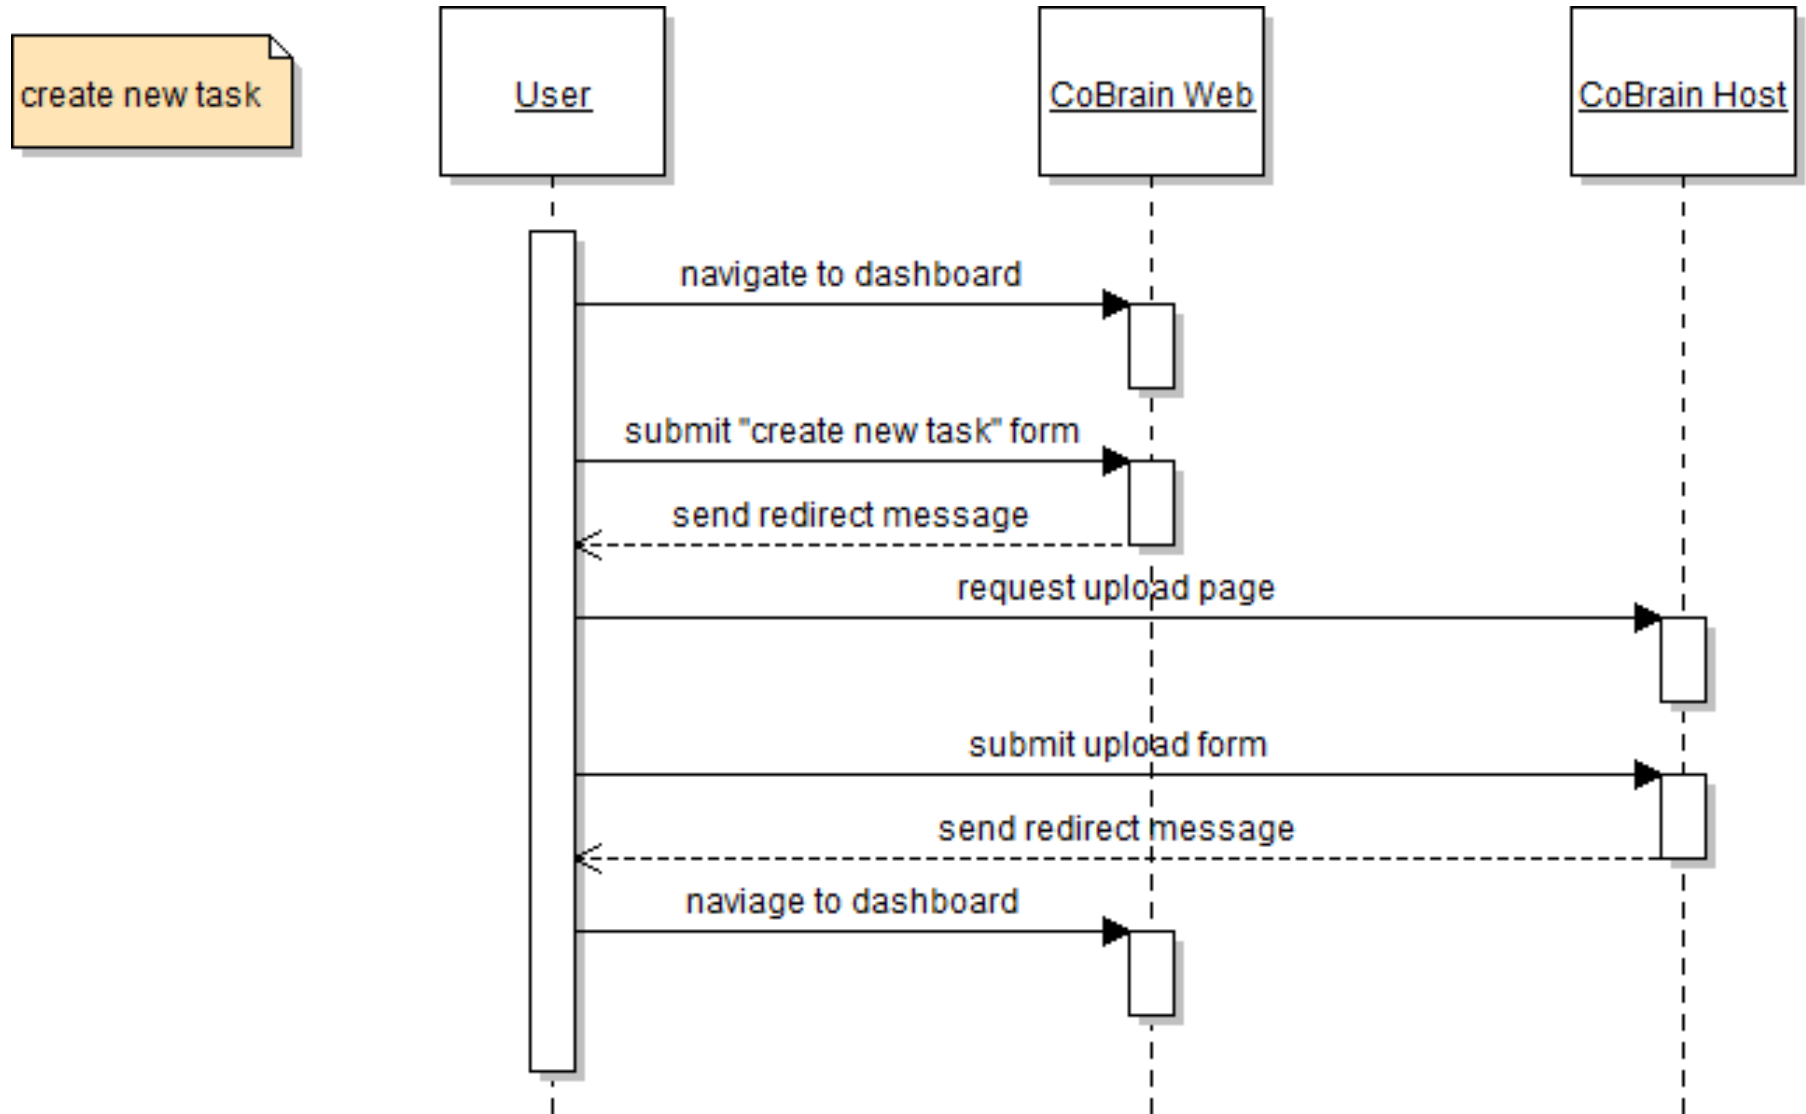 create new task
User
CoBrain Web
CoBrain Host
navigate to dashboard
submit "create new task" form
send redirect message
request upload page
submit upload form
send redirect message
naviage to dashboard